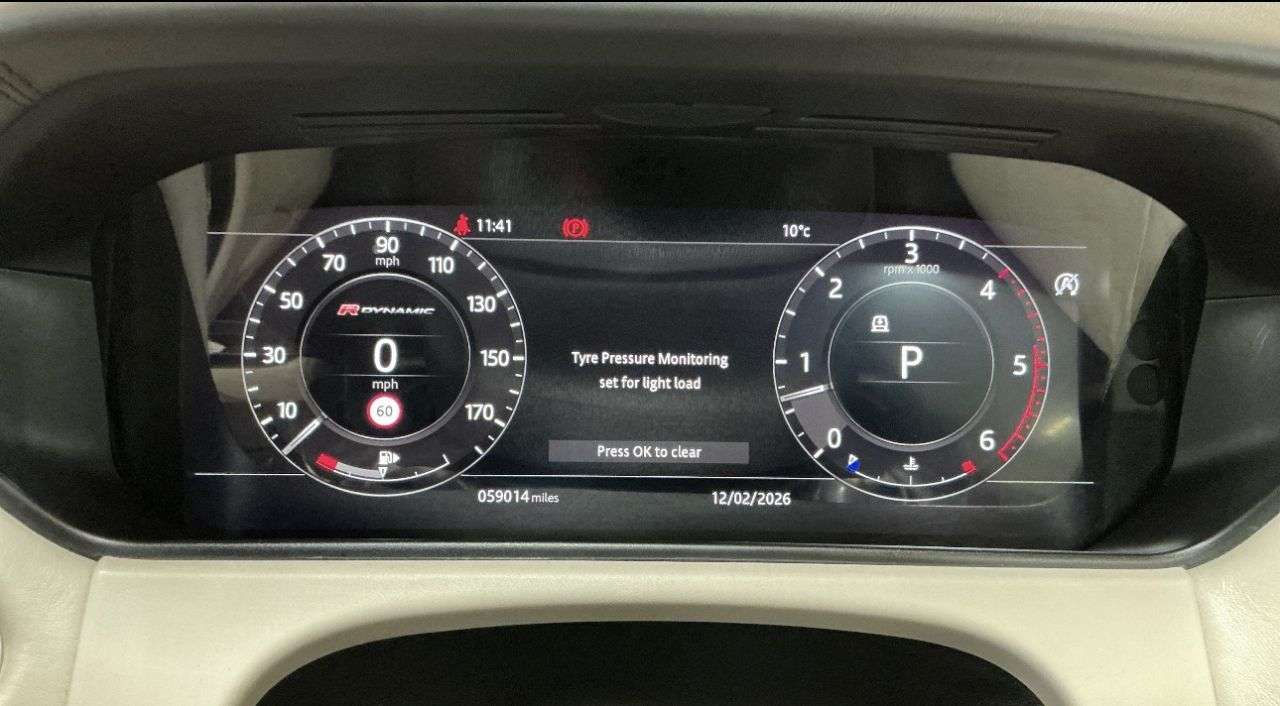 11:41
10°c
90
mph
70
110
50
130
30
150
10
170
R DYNAMIC
0
mph
60
Tyre Pressure Monitoring
set for light load
Press OK to clear
3
rpm x 1000
2
4
1
5
0
6
P
059014 miles
12/02/2026